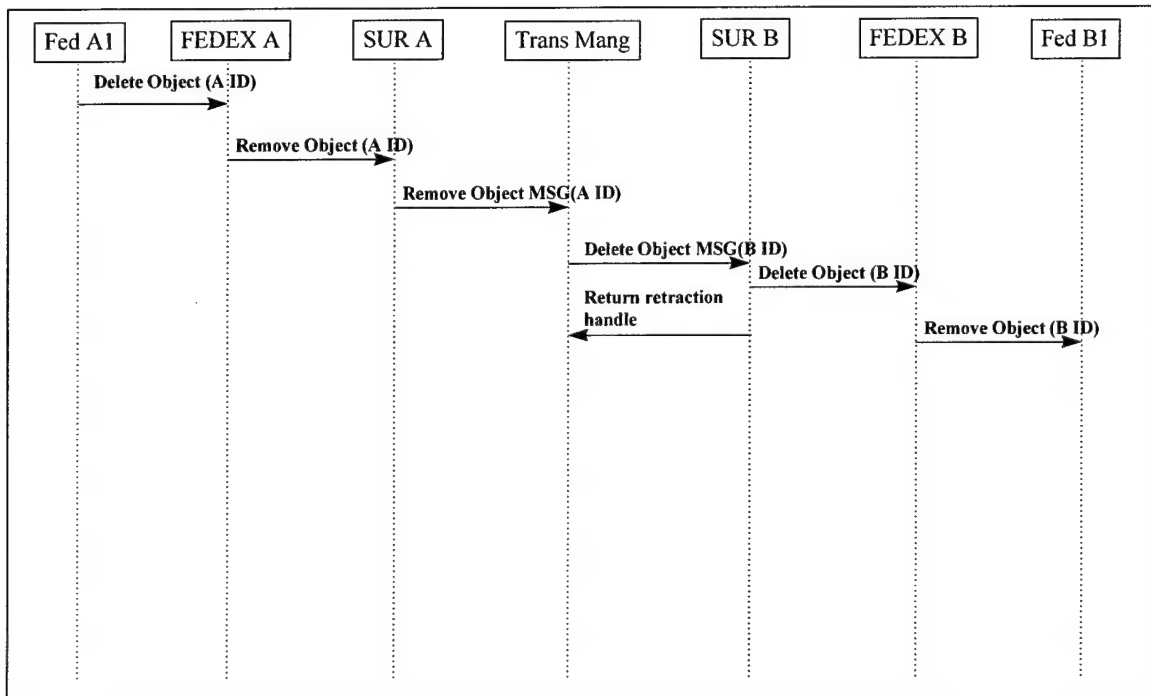 Fed A1
FEDEX A
SUR A
Trans Mang
SUR B
FEDEX B
Fed B1
Delete Object (A ID)
Remove Object (A ID)
Remove Object MSG(A ID)
Delete Object MSG(B ID)
Delete Object (B ID)
Return retraction
handle
Remove Object (B ID)